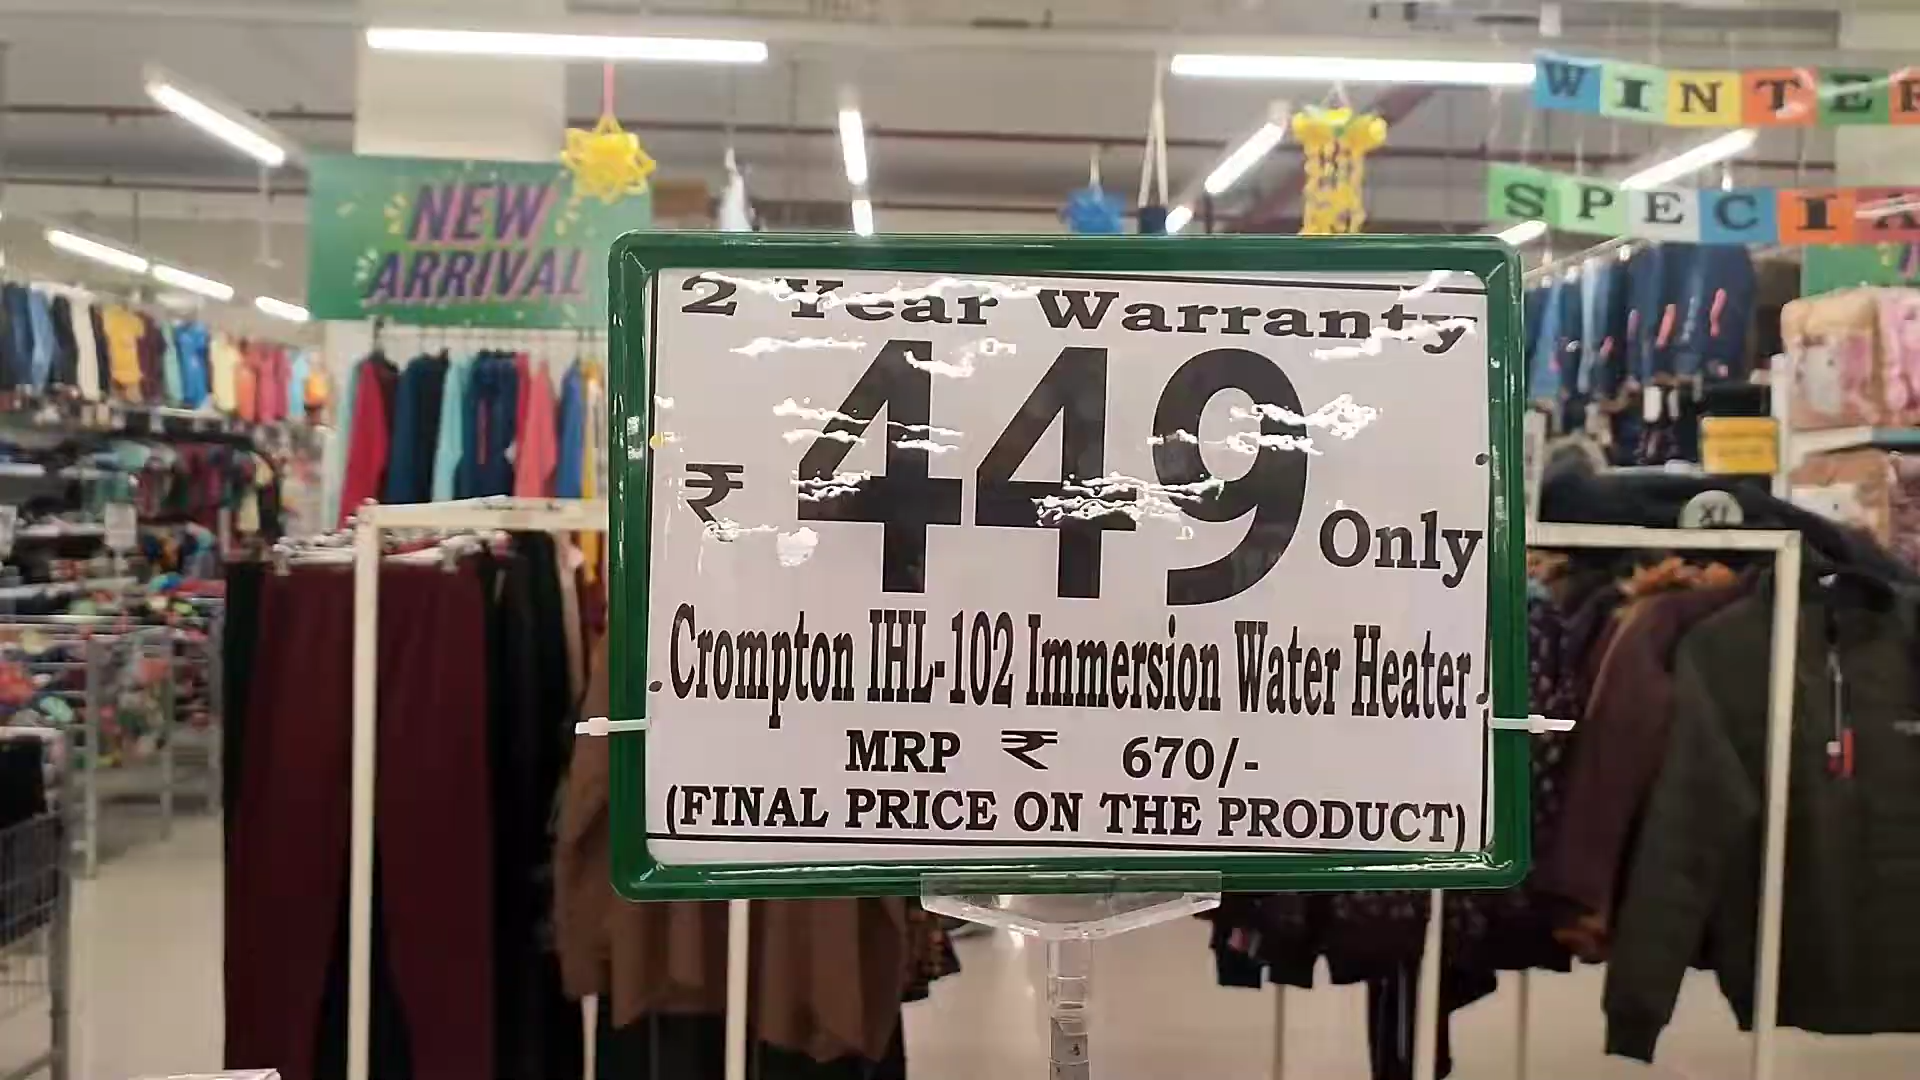 WINTER
SPECIA
NEW
ARRIVAL
2 Year Warranty
₹ 449 Only
Crompton IHL-102 Immersion Water Heater
MRP ₹ 670/-
(FINAL PRICE ON THE PRODUCT)
XL